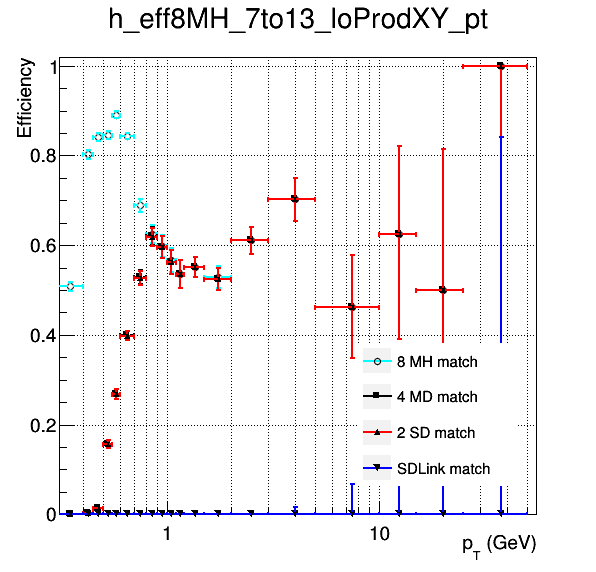 h_eff8MH_7to13_loProdXY_pt
Efficiency
1
0.8
0.6
0.4
0.2
0
8 MH match
4 MD match
2 SD match
SDLink match
1
10
p_T (GeV)